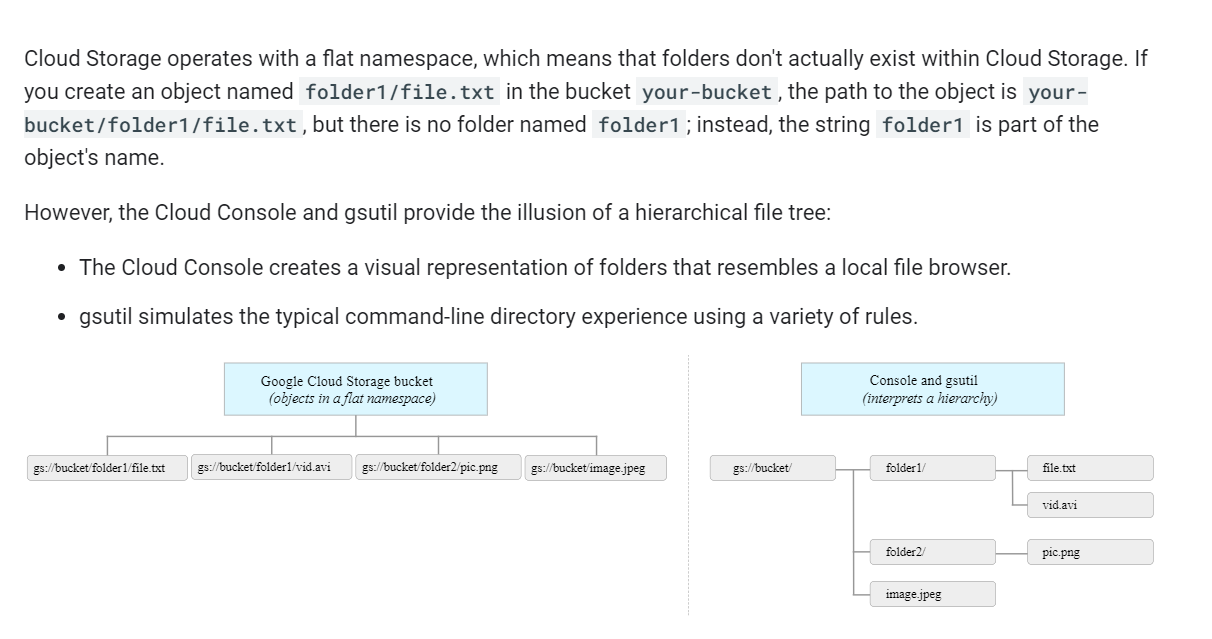 Cloud Storage operates with a flat namespace, which means that folders don't actually exist within Cloud Storage. If
you create an object named folder1/file.txt in the bucket your-bucket, the path to the object is your-
bucket/folder1/file.txt, but there is no folder named folder1; instead, the string folder1 is part of the
object's name.
However, the Cloud Console and gsutil provide the illusion of a hierarchical file tree:
• The Cloud Console creates a visual representation of folders that resembles a local file browser.
• gsutil simulates the typical command-line directory experience using a variety of rules.
Google Cloud Storage bucket
(objects in a flat namespace)
gs://bucket/folder1/file.txt
gs://bucket/folder1/vid.avi
gs://bucket/folder2/pic.png
gs://bucket/image.jpeg
Console and gsutil
(interprets a hierarchy)
gs://bucket/
folder1/
file.txt
vid.avi
folder2/
pic.png
image.jpeg